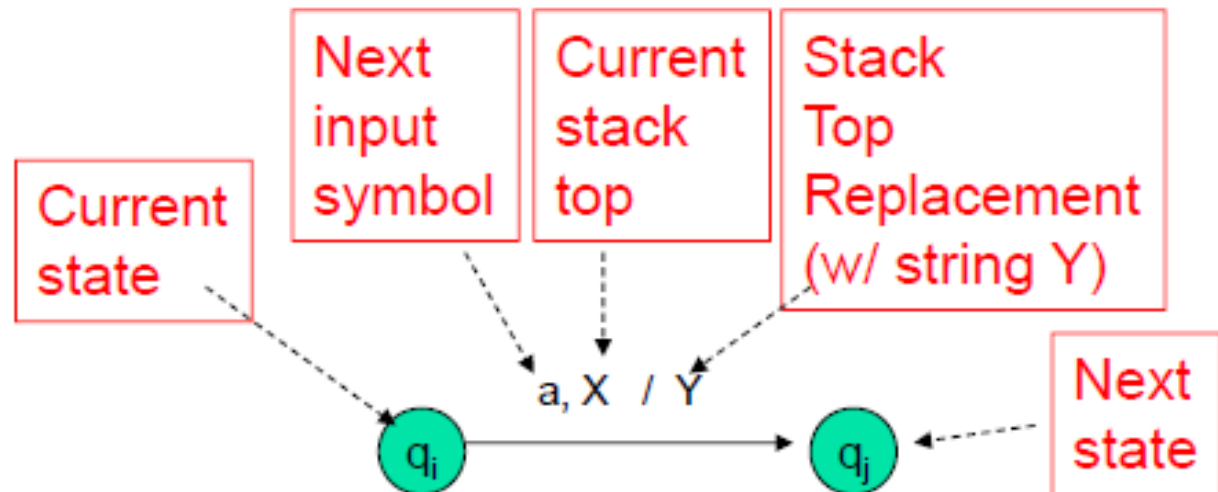 Next
input
symbol
Current
stack
top
Stack
Top
Replacement
(w/ string Y)
Current
state
a, X / Y
qi
qj
Next
state